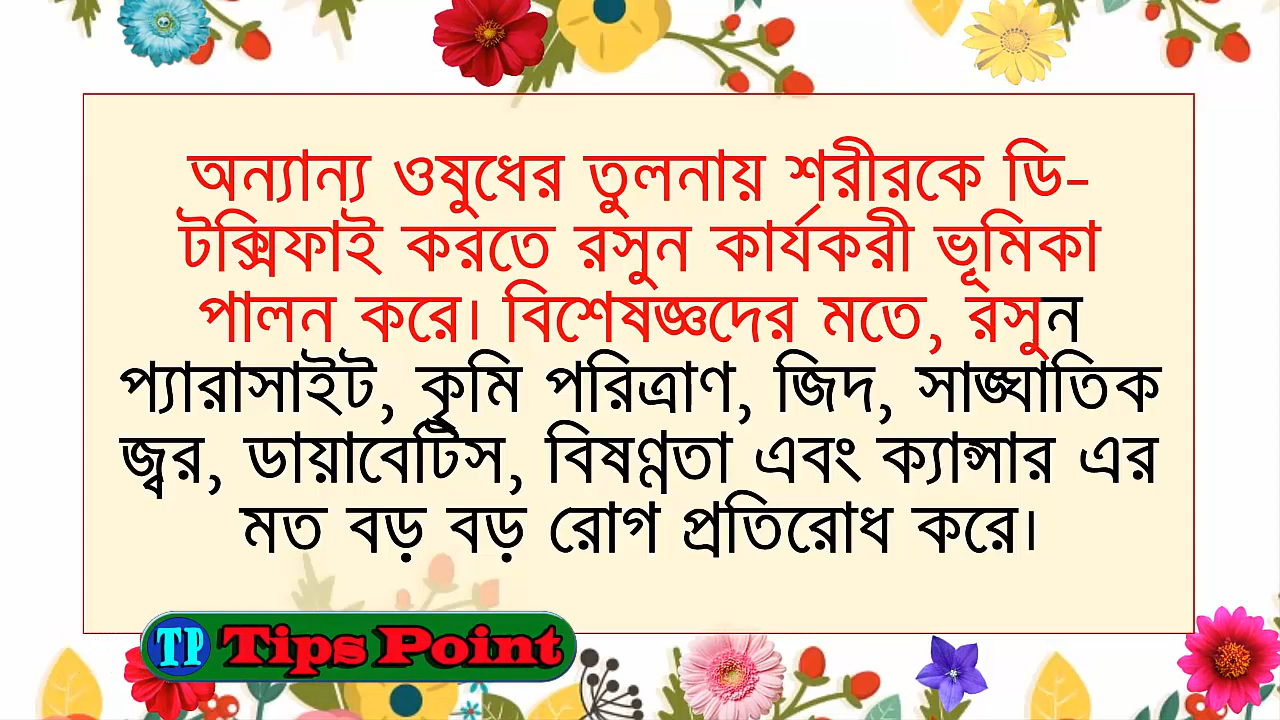 অন্যান্য ওষুধের তুলনায় শরীরকে ডি-
টক্সিফাই করতে রসুন কার্যকরী ভূমিকা
পালন করে। বিশেষজ্ঞদের মতে, রসুন
প্যারাসাইট, কৃমি পরিত্রাণ, জিদ, সাঙ্ঘাতিক
জ্বর, ডায়াবেটিস, বিষণ্ণতা এবং ক্যান্সার এর
মত বড় বড় রোগ প্রতিরোধ করে।
TP Tips Point